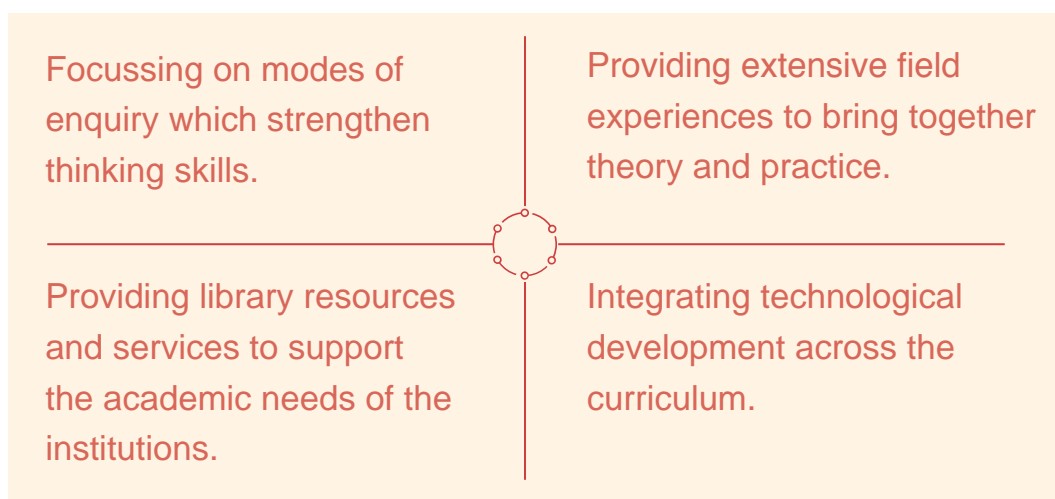 Focussing on modes of
enquiry which strengthen
thinking skills.
Providing extensive field
experiences to bring together
theory and practice.
Providing library resources
and services to support
the academic needs of the
institutions.
Integrating technological
development across the
curriculum.